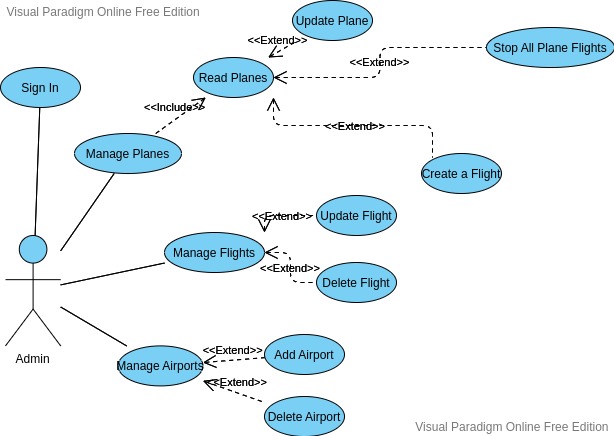 Visual Paradigm Online Free Edition
Update Plane
<<Extend>>
Stop All Plane Flights
<<Extend>>
Read Planes
Sign In
<<Include>>
<<Extend>>
Manage Planes
Create a Flight
<<Extend>>
Update Flight
Manage Flights
<<Extend>>
Delete Flight
Admin
<<Extend>>
Add Airport
Manage Airports
<<Extend>>
Delete Airport
Visual Paradigm Online Free Edition